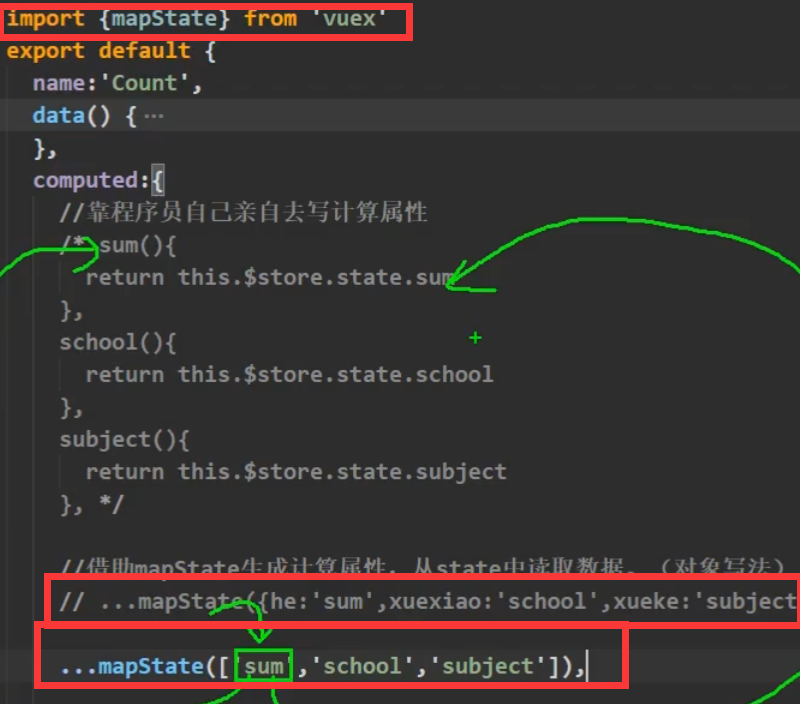 import {mapState} from 'vuex'
export default {
name:'Count',
data() { ···
},
computed:{
//靠程序员自己亲自去写计算属性
/* sum(){
return this.$store.state.sum
},
school(){
return this.$store.state.school
},
subject(){
return this.$store.state.subject
}, */
//借助mapState生成计算属性，从state中读取数据。（对象写法）
// ...mapState({he:'sum',xuexiao:'school',xueke:'subject
...mapState(['sum','school','subject']),